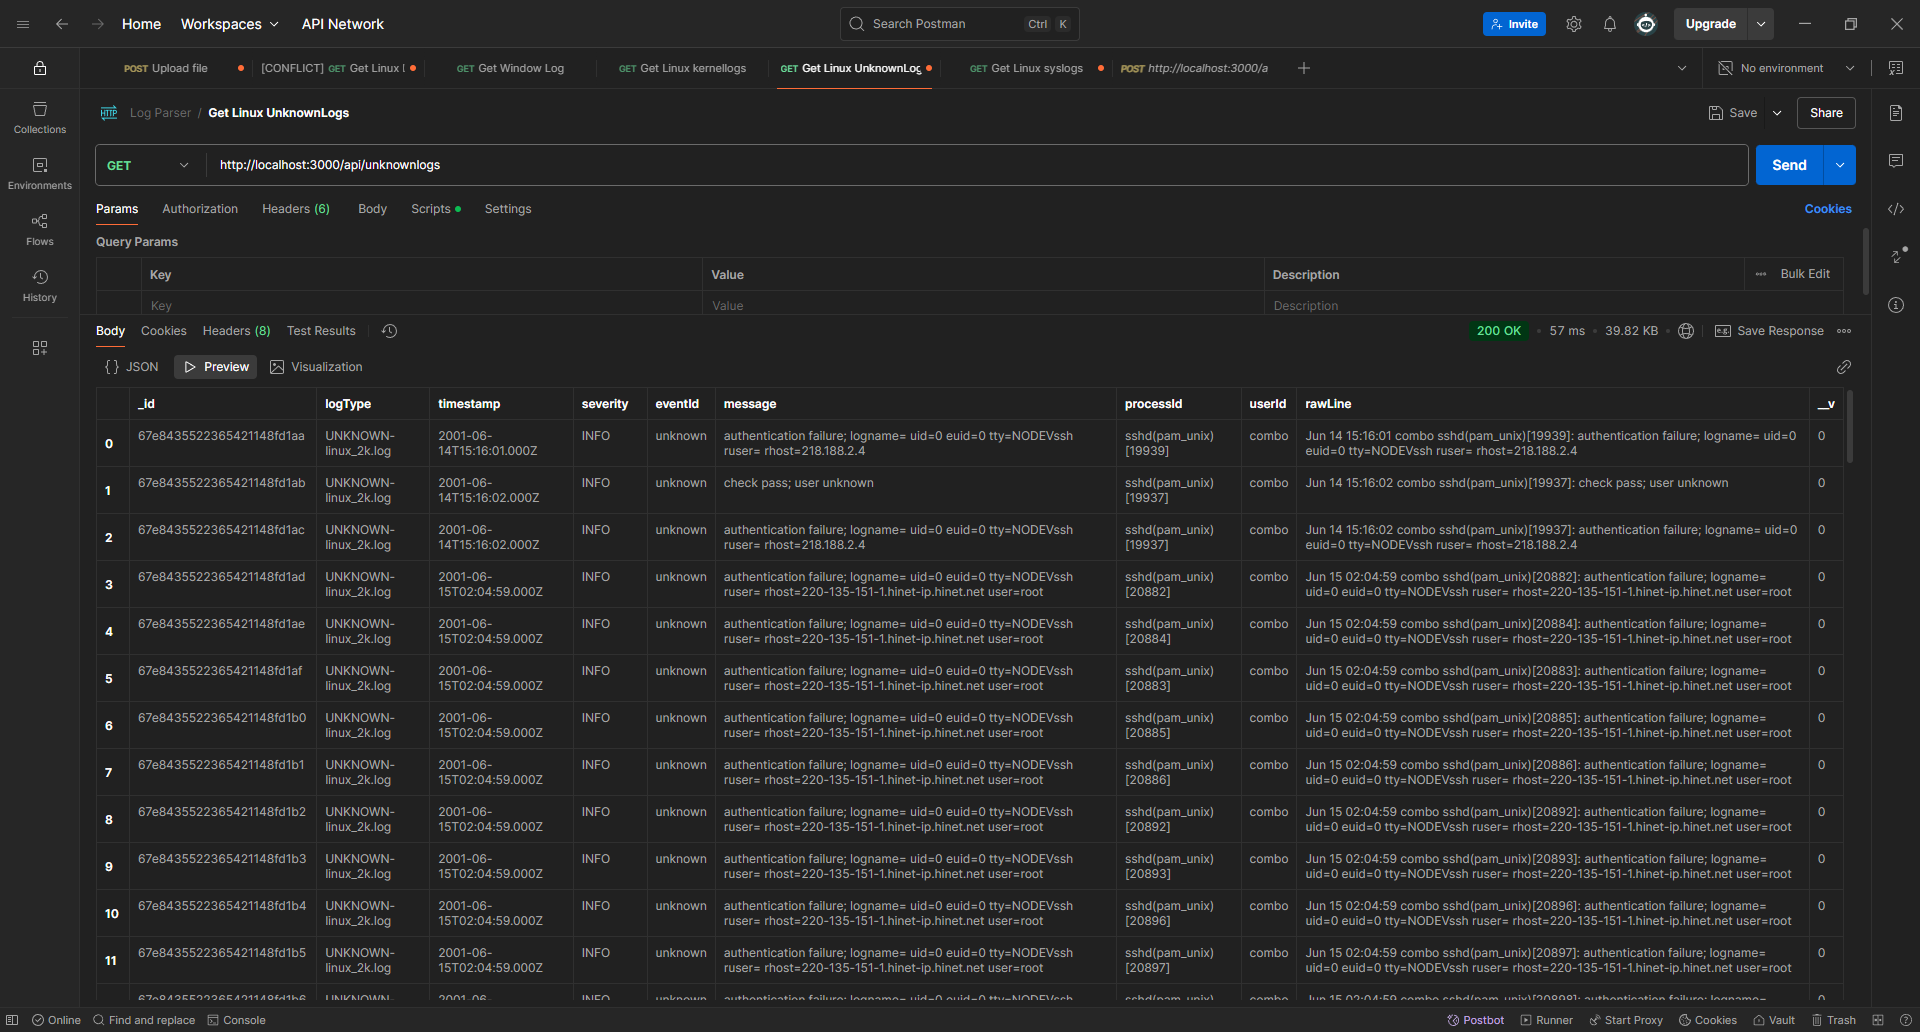 Home Workspaces API Network Search Postman Ctrl K Invite Upgrade
POST Upload file [CONFLICT] GET Get Linux GET Get Window Log GET Get Linux kernellogs GET Get Linux UnknownLog GET Get Linux syslogs POST http://localhost:3000/a No environment
Collections
Environments
Flows
History
HTTP Log Parser / Get Linux UnknownLogs Save Share
GET http://localhost:3000/api/unknownlogs Send
Params Authorization Headers (6) Body Scripts Settings Cookies
Query Params
Key Value Description Bulk Edit
Key Value Description
Body Cookies Headers (8) Test Results 200 OK 57 ms 39.82 KB e.g. Save Response
{} JSON Preview Visualization
_id logType timestamp severity eventId message processId userId rawLine __v
0 67e8435522365421148fd1aa UNKNOWN- 2001-06- INFO unknown authentication failure; logname= uid=0 euid=0 tty=NODEVssh sshd(pam_unix) combo Jun 14 15:16:01 combo sshd(pam_unix)[19939]: authentication failure; logname= uid=0 0
linux_2k.log 14T15:16:01.000Z ruser= rhost=218.188.2.4 [19939] euid=0 tty=NODEVssh ruser= rhost=218.188.2.4
1 67e8435522365421148fd1ab UNKNOWN- 2001-06- INFO unknown check pass; user unknown sshd(pam_unix) combo Jun 14 15:16:02 combo sshd(pam_unix)[19937]: check pass; user unknown 0
linux_2k.log 14T15:16:02.000Z [19937]
2 67e8435522365421148fd1ac UNKNOWN- 2001-06- INFO unknown authentication failure; logname= uid=0 euid=0 tty=NODEVssh sshd(pam_unix) combo Jun 14 15:16:02 combo sshd(pam_unix)[19937]: authentication failure; logname= uid=0 0
linux_2k.log 14T15:16:02.000Z ruser= rhost=218.188.2.4 [19937] euid=0 tty=NODEVssh ruser= rhost=218.188.2.4
3 67e8435522365421148fd1ad UNKNOWN- 2001-06- INFO unknown authentication failure; logname= uid=0 euid=0 tty=NODEVssh sshd(pam_unix) combo Jun 15 02:04:59 combo sshd(pam_unix)[20882]: authentication failure; logname= 0
linux_2k.log 15T02:04:59.000Z ruser= rhost=220-135-151-1.hinet-ip.hinet.net user=root [20882] uid=0 euid=0 tty=NODEVssh ruser= rhost=220-135-151-1.hinet-ip.hinet.net user=root
4 67e8435522365421148fd1ae UNKNOWN- 2001-06- INFO unknown authentication failure; logname= uid=0 euid=0 tty=NODEVssh sshd(pam_unix) combo Jun 15 02:04:59 combo sshd(pam_unix)[20884]: authentication failure; logname= 0
linux_2k.log 15T02:04:59.000Z ruser= rhost=220-135-151-1.hinet-ip.hinet.net user=root [20884] uid=0 euid=0 tty=NODEVssh ruser= rhost=220-135-151-1.hinet-ip.hinet.net user=root
5 67e8435522365421148fd1af UNKNOWN- 2001-06- INFO unknown authentication failure; logname= uid=0 euid=0 tty=NODEVssh sshd(pam_unix) combo Jun 15 02:04:59 combo sshd(pam_unix)[20883]: authentication failure; logname= 0
linux_2k.log 15T02:04:59.000Z ruser= rhost=220-135-151-1.hinet-ip.hinet.net user=root [20883] uid=0 euid=0 tty=NODEVssh ruser= rhost=220-135-151-1.hinet-ip.hinet.net user=root
6 67e8435522365421148fd1b0 UNKNOWN- 2001-06- INFO unknown authentication failure; logname= uid=0 euid=0 tty=NODEVssh sshd(pam_unix) combo Jun 15 02:04:59 combo sshd(pam_unix)[20885]: authentication failure; logname= 0
linux_2k.log 15T02:04:59.000Z ruser= rhost=220-135-151-1.hinet-ip.hinet.net user=root [20885] uid=0 euid=0 tty=NODEVssh ruser= rhost=220-135-151-1.hinet-ip.hinet.net user=root
7 67e8435522365421148fd1b1 UNKNOWN- 2001-06- INFO unknown authentication failure; logname= uid=0 euid=0 tty=NODEVssh sshd(pam_unix) combo Jun 15 02:04:59 combo sshd(pam_unix)[20886]: authentication failure; logname= 0
linux_2k.log 15T02:04:59.000Z ruser= rhost=220-135-151-1.hinet-ip.hinet.net user=root [20886] uid=0 euid=0 tty=NODEVssh ruser= rhost=220-135-151-1.hinet-ip.hinet.net user=root
8 67e8435522365421148fd1b2 UNKNOWN- 2001-06- INFO unknown authentication failure; logname= uid=0 euid=0 tty=NODEVssh sshd(pam_unix) combo Jun 15 02:04:59 combo sshd(pam_unix)[20892]: authentication failure; logname= 0
linux_2k.log 15T02:04:59.000Z ruser= rhost=220-135-151-1.hinet-ip.hinet.net user=root [20892] uid=0 euid=0 tty=NODEVssh ruser= rhost=220-135-151-1.hinet-ip.hinet.net user=root
9 67e8435522365421148fd1b3 UNKNOWN- 2001-06- INFO unknown authentication failure; logname= uid=0 euid=0 tty=NODEVssh sshd(pam_unix) combo Jun 15 02:04:59 combo sshd(pam_unix)[20893]: authentication failure; logname= 0
linux_2k.log 15T02:04:59.000Z ruser= rhost=220-135-151-1.hinet-ip.hinet.net user=root [20893] uid=0 euid=0 tty=NODEVssh ruser= rhost=220-135-151-1.hinet-ip.hinet.net user=root
10 67e8435522365421148fd1b4 UNKNOWN- 2001-06- INFO unknown authentication failure; logname= uid=0 euid=0 tty=NODEVssh sshd(pam_unix) combo Jun 15 02:04:59 combo sshd(pam_unix)[20896]: authentication failure; logname= 0
linux_2k.log 15T02:04:59.000Z ruser= rhost=220-135-151-1.hinet-ip.hinet.net user=root [20896] uid=0 euid=0 tty=NODEVssh ruser= rhost=220-135-151-1.hinet-ip.hinet.net user=root
11 67e8435522365421148fd1b5 UNKNOWN- 2001-06- INFO unknown authentication failure; logname= uid=0 euid=0 tty=NODEVssh sshd(pam_unix) combo Jun 15 02:04:59 combo sshd(pam_unix)[20897]: authentication failure; logname= 0
linux_2k.log 15T02:04:59.000Z ruser= rhost=220-135-151-1.hinet-ip.hinet.net user=root [20897] uid=0 euid=0 tty=NODEVssh ruser= rhost=220-135-151-1.hinet-ip.hinet.net user=root
Online Find and replace Console Postbot Runner Start Proxy Cookies Vault Trash